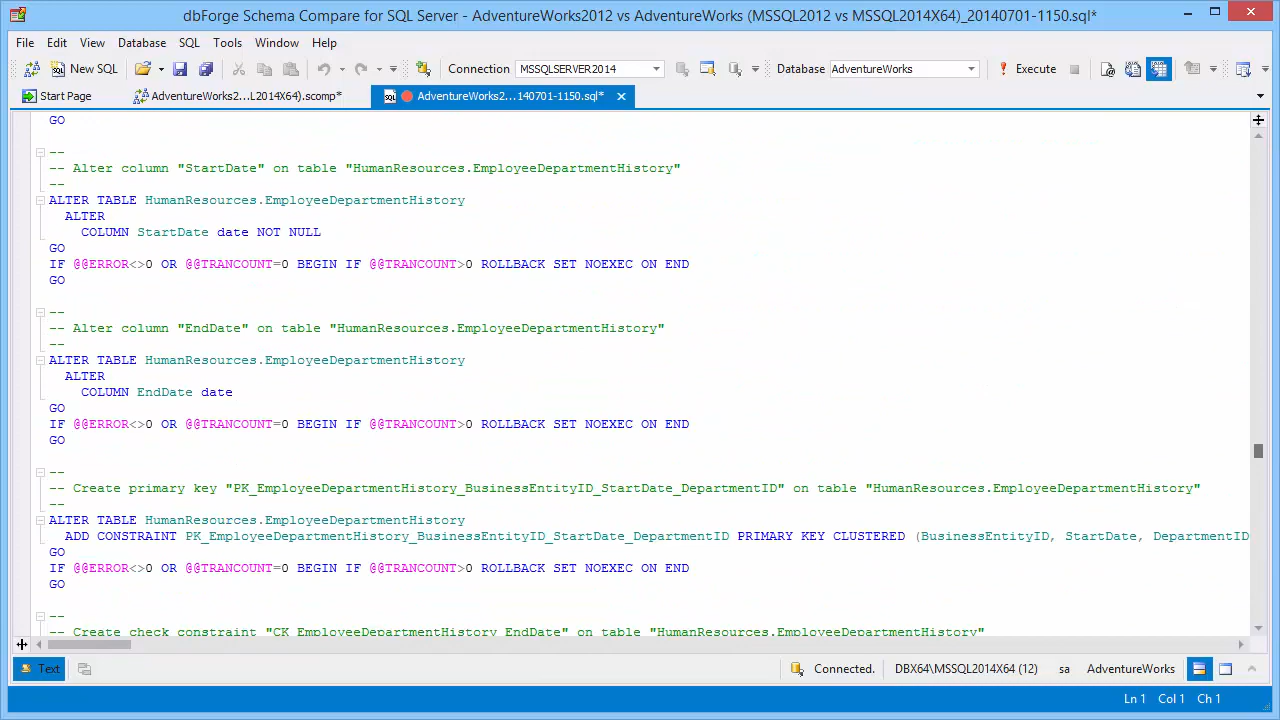 dbForge Schema Compare for SQL Server - AdventureWorks2012 vs AdventureWorks (MSSQL2012 vs MSSQL2014X64)_20140701-1150.sql*
File Edit View Database SQL Tools Window Help
New SQL Connection MSSQLSERVER2014 Database AdventureWorks Execute
Start Page AdventureWorks2...L2014X64).scomp* AdventureWorks2...140701-1150.sql*
GO
--
-- Alter column "StartDate" on table "HumanResources.EmployeeDepartmentHistory"
--
ALTER TABLE HumanResources.EmployeeDepartmentHistory
ALTER
COLUMN StartDate date NOT NULL
GO
IF @@ERROR<>0 OR @@TRANCOUNT=0 BEGIN IF @@TRANCOUNT>0 ROLLBACK SET NOEXEC ON END
GO
--
-- Alter column "EndDate" on table "HumanResources.EmployeeDepartmentHistory"
--
ALTER TABLE HumanResources.EmployeeDepartmentHistory
ALTER
COLUMN EndDate date
GO
IF @@ERROR<>0 OR @@TRANCOUNT=0 BEGIN IF @@TRANCOUNT>0 ROLLBACK SET NOEXEC ON END
GO
--
-- Create primary key "PK_EmployeeDepartmentHistory_BusinessEntityID_StartDate_DepartmentID" on table "HumanResources.EmployeeDepartmentHistory"
--
ALTER TABLE HumanResources.EmployeeDepartmentHistory
ADD CONSTRAINT PK_EmployeeDepartmentHistory_BusinessEntityID_StartDate_DepartmentID PRIMARY KEY CLUSTERED (BusinessEntityID, StartDate, DepartmentID
GO
IF @@ERROR<>0 OR @@TRANCOUNT=0 BEGIN IF @@TRANCOUNT>0 ROLLBACK SET NOEXEC ON END
GO
--
-- Create check constraint "CK_EmployeeDepartmentHistory_EndDate" on table "HumanResources.EmployeeDepartmentHistory"
Text Connected. DBX64\MSSQL2014X64 (12) sa AdventureWorks
Ln 1 Col 1 Ch 1